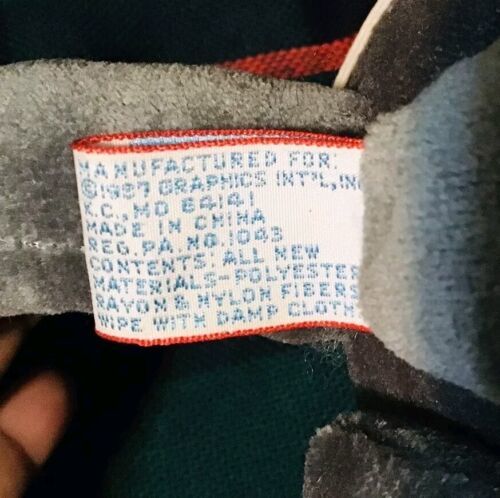 MANUFACTURED FOR:
©1987 GRAPHICS INT'L, INC
K.C., MO 64141
MADE IN CHINA
REG. PA. NO. 1043
CONTENTS: ALL NEW
MATERIALS-POLYESTER
RAYON & NYLON FIBERS
WIPE WITH DAMP CLOTH